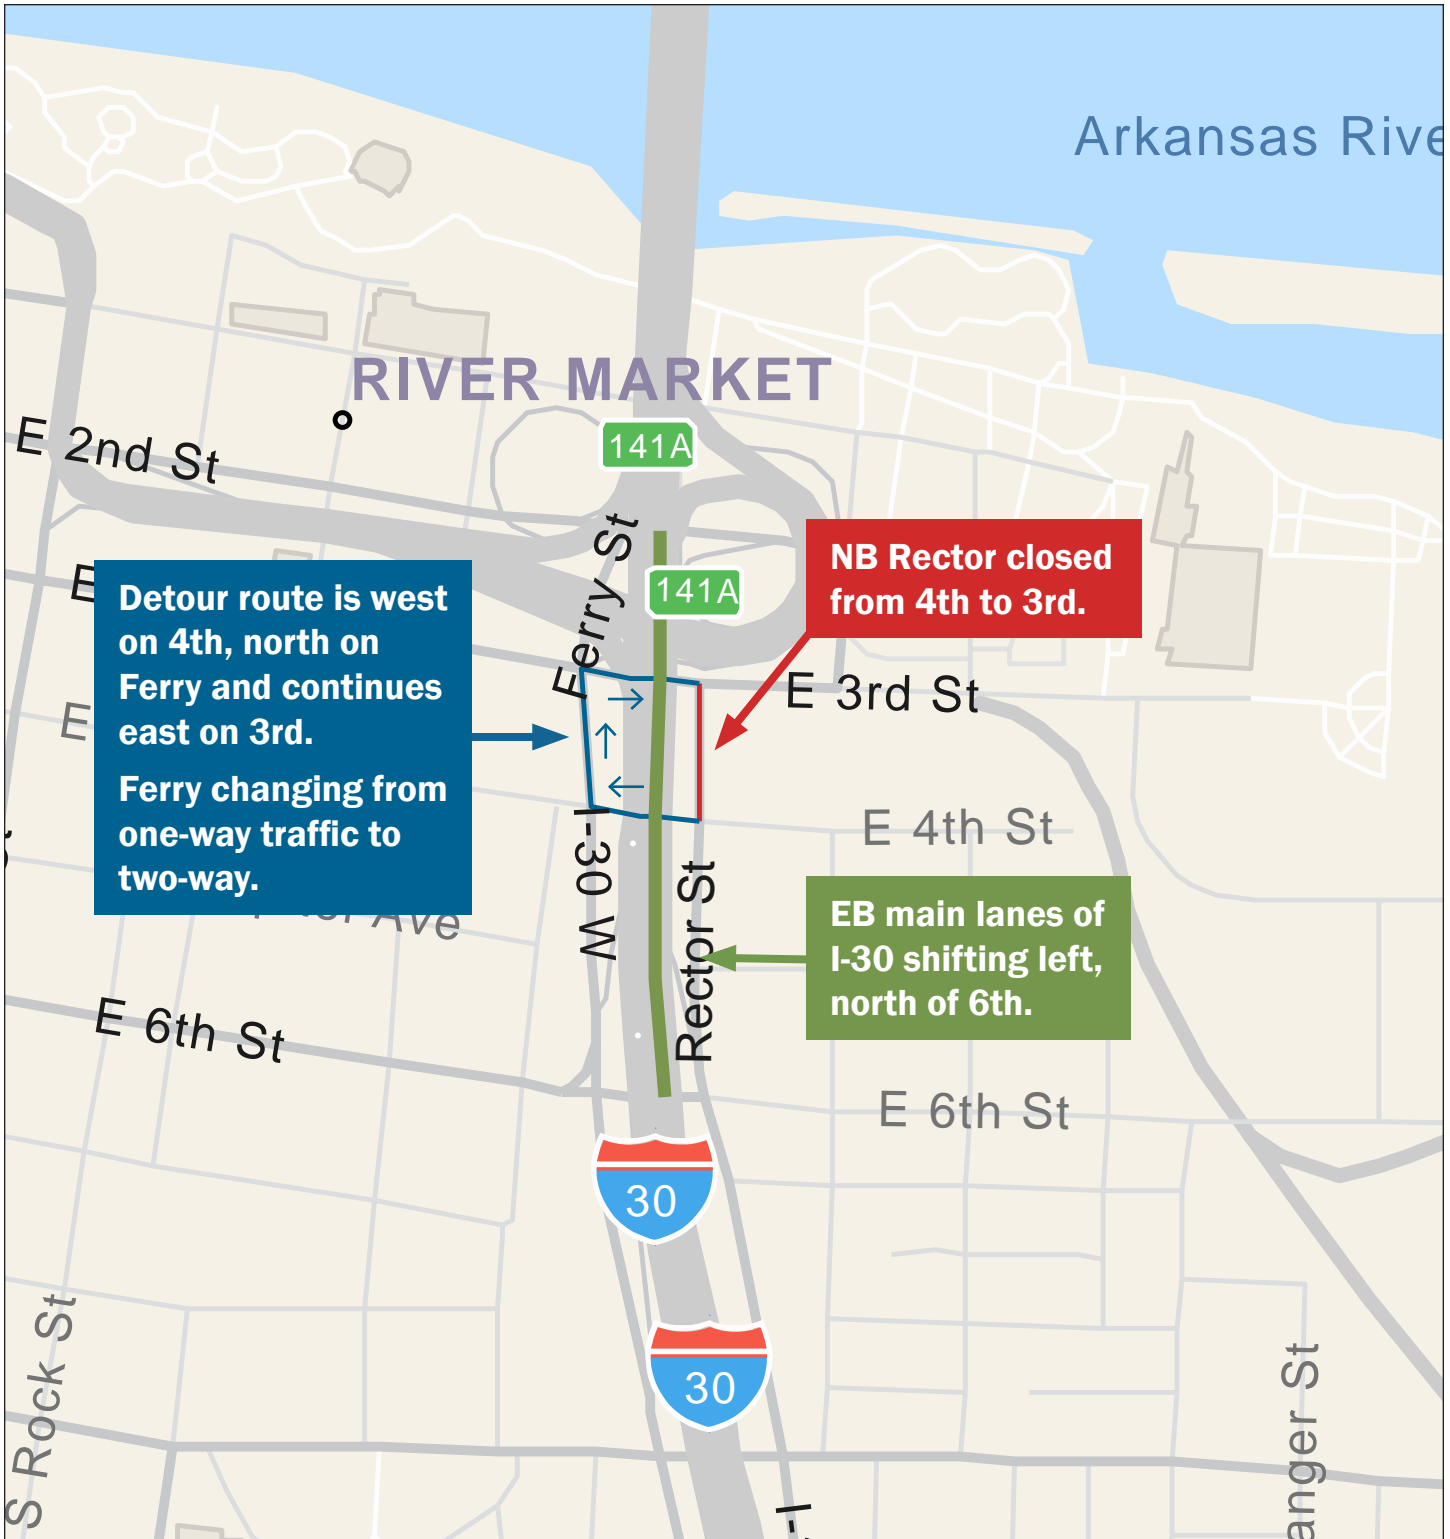 Arkansas Rive
RIVER MARKET
141A
E 2nd St
Ferry St
NB Rector closed
from 4th to 3rd.
E
Detour route is west
on 4th, north on
Ferry and continues
east on 3rd.
Ferry changing from
one-way traffic to
two-way.
141A
E 3rd St
E
E 4th St
I-30 W
Rector St
EB main lanes of
I-30 shifting left,
north of 6th.
Ave
E 6th St
E 6th St
30
30
S Rock St
anger St
I-